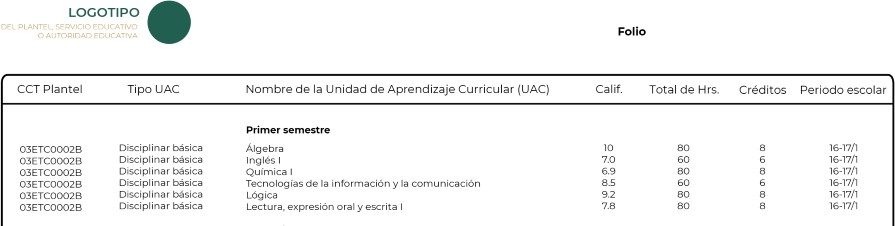 LOGOTIPO
DEL PLANTEL, SERVICIO EDUCATIVO
O AUTORIDAD EDUCATIVA
Folio
CCT Plantel Tipo UAC Nombre de la Unidad de Aprendizaje Curricular (UAC) Calif. Total de Hrs. Créditos Periodo escolar
Primer semestre
03ETC0002B Disciplinar básica Álgebra 10 80 8 16-17/1
03ETC0002B Disciplinar básica Inglés I 7.0 60 6 16-17/1
03ETC0002B Disciplinar básica Química I 6.9 80 8 16-17/1
03ETC0002B Disciplinar básica Tecnologías de la información y la comunicación 8.5 60 6 16-17/1
03ETC0002B Disciplinar básica Lógica 9.2 80 8 16-17/1
03ETC0002B Disciplinar básica Lectura, expresión oral y escrita I 7.8 80 8 16-17/1